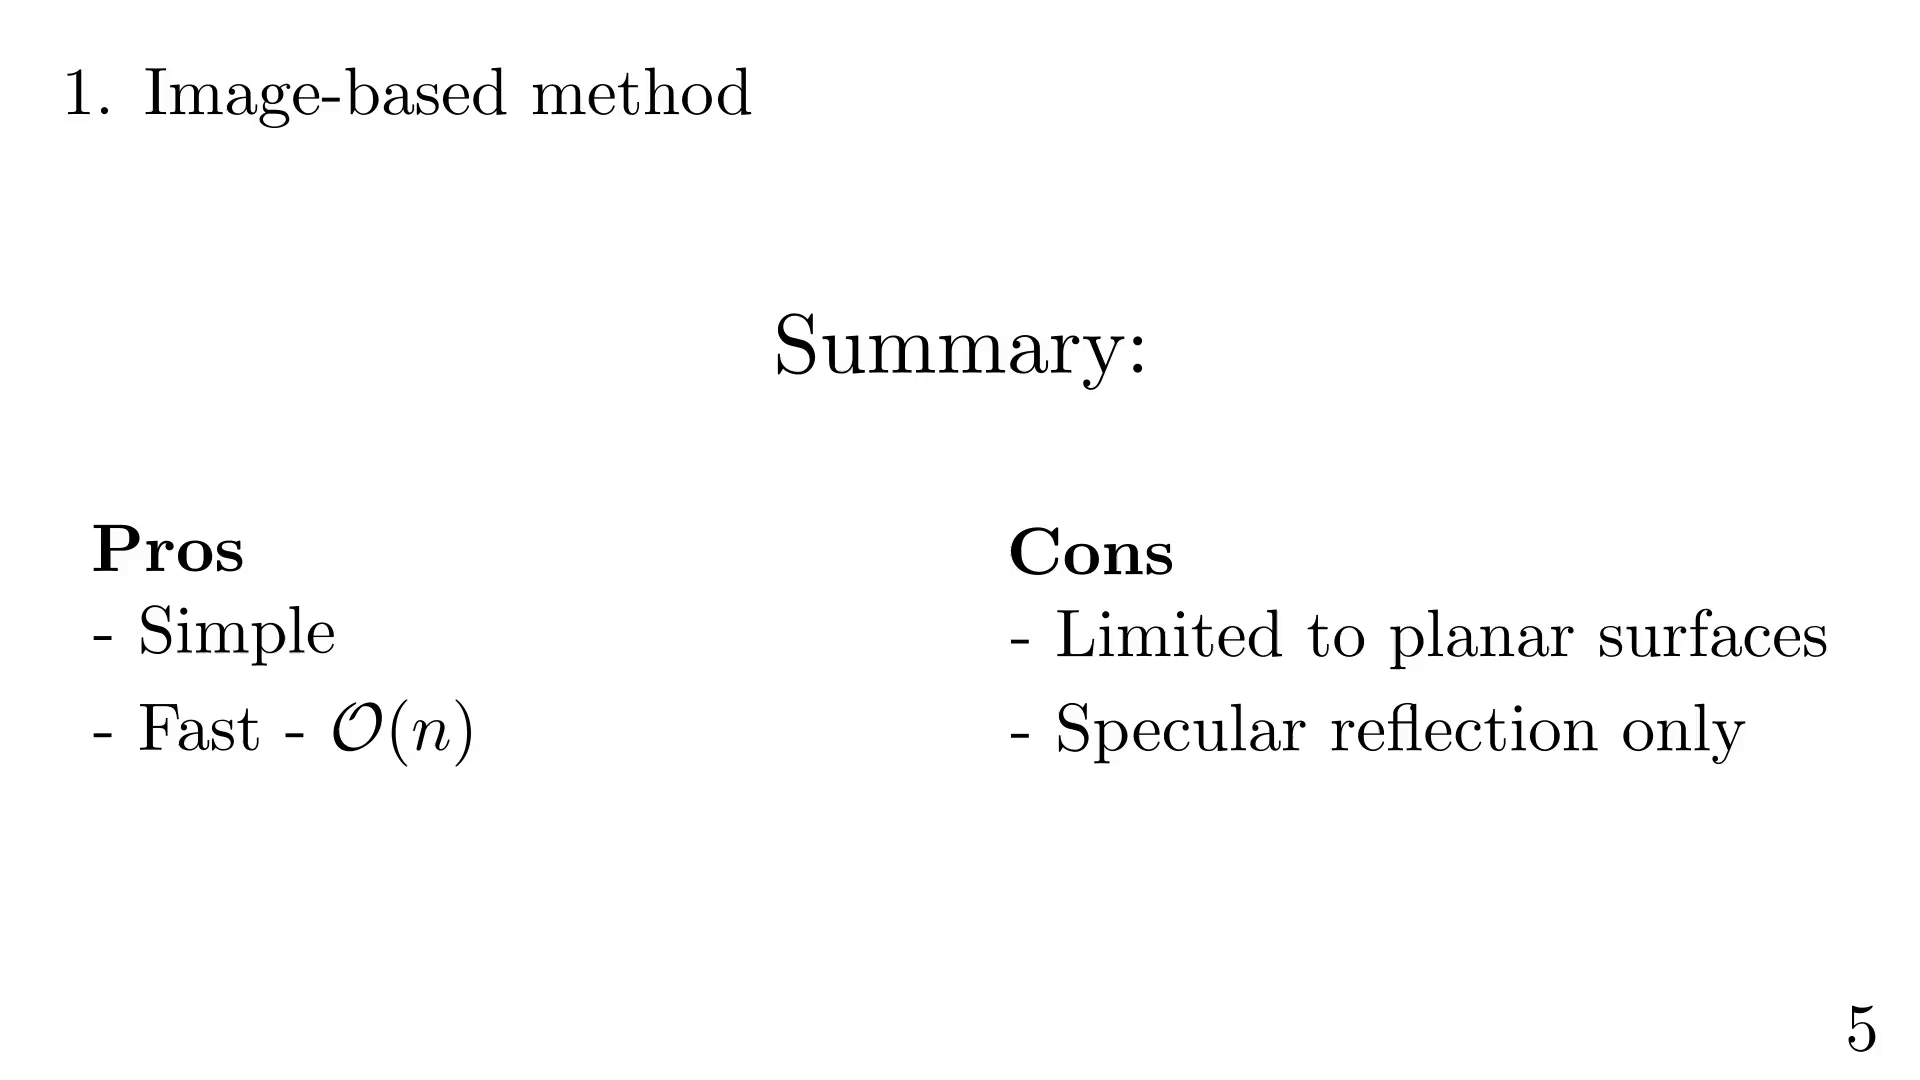 1. Image-based method
Summary:
Pros
- Simple
- Fast - 𝒪(n)
Cons
- Limited to planar surfaces
- Specular reflection only
5